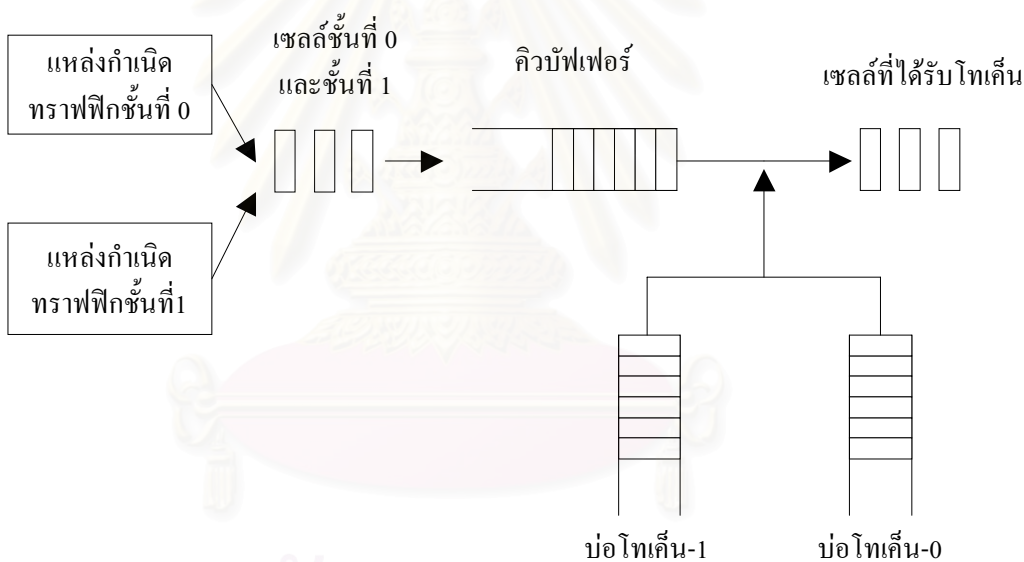 แหล่งกำเนิด
ทราฟฟิกชั้นที่ 0
เซลล์ชั้นที่ 0
และชั้นที่ 1
คิวบัฟเฟอร์
เซลล์ที่ได้รับโทเค็น
แหล่งกำเนิด
ทราฟฟิกชั้นที่1
บ่อโทเค็น-1
บ่อโทเค็น-0